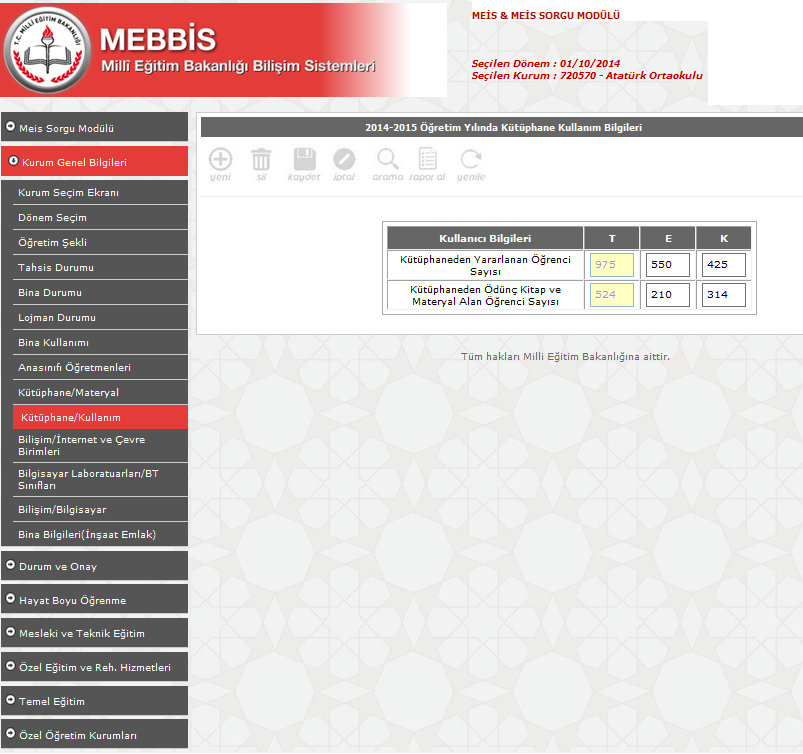 T.C. MİLLÎ EĞİTİM BAKANLIĞI
MEBBİS
Millî Eğitim Bakanlığı Bilişim Sistemleri
MEİS & MEİS SORGU MODÜLÜ
Seçilen Dönem : 01/10/2014
Seçilen Kurum : 720570 - Atatürk Ortaokulu
Meis Sorgu Modülü
Kurum Genel Bilgileri
Kurum Seçim Ekranı
Dönem Seçim
Öğretim Şekli
Tahsis Durumu
Bina Durumu
Lojman Durumu
Bina Kullanımı
Anasınıfı Öğretmenleri
Kütüphane/Materyal
Kütüphane/Kullanım
Bilişim/İnternet ve Çevre
Birimleri
Bilgisayar Laboratuarları/BT
Sınıfları
Bilişim/Bilgisayar
Bina Bilgileri(İnşaat Emlak)
Durum ve Onay
Hayat Boyu Öğrenme
Mesleki ve Teknik Eğitim
Özel Eğitim ve Reh. Hizmetleri
Temel Eğitim
Özel Öğretim Kurumları
2014-2015 Öğretim Yılında Kütüphane Kullanım Bilgileri
yeni sil kaydet iptal arama rapor al yenile
Kullanıcı Bilgileri T E K
Kütüphaneden Yararlanan Öğrenci
Sayısı 975 550 425
Kütüphaneden Ödünç Kitap ve
Materyal Alan Öğrenci Sayısı 524 210 314
Tüm hakları Milli Eğitim Bakanlığına aittir.